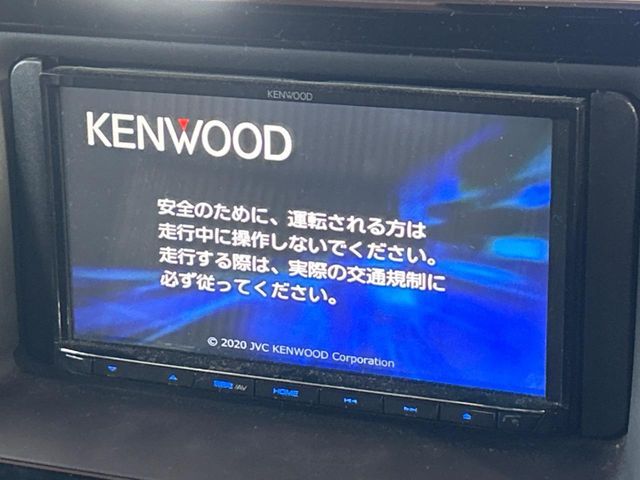 KENWOOD
KENWOOD
安全のために、運転される方は
走行中に操作しないでください。
走行する際は、実際の交通規制に
必ず従ってください。
© 2020 JVC KENWOOD Corporation
/AV HOME